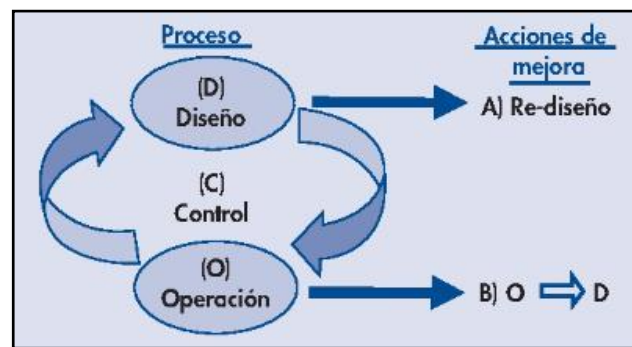 Proceso
Acciones de
mejora
(D)
Diseño
A) Re-diseño
(C)
Control
(O)
Operación
B) O ⇨ D